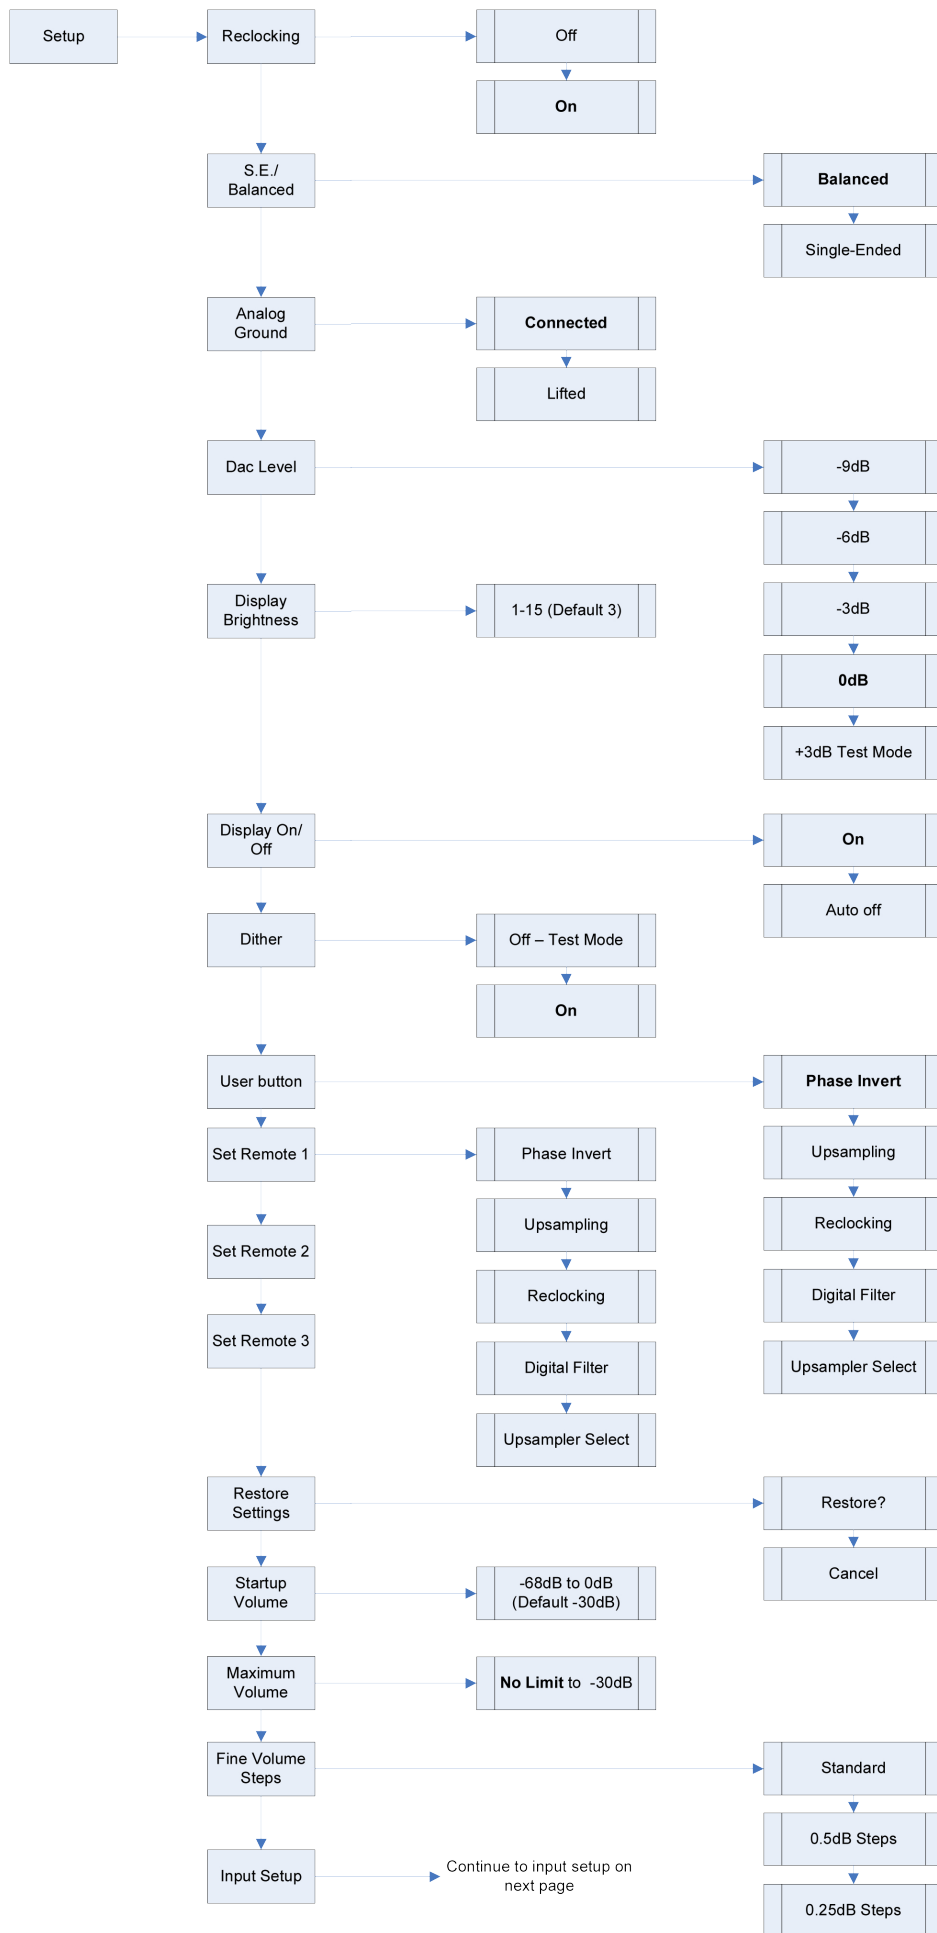 Setup
Reclocking
Off
On
S.E./
Balanced
Balanced
Single-Ended
Analog
Ground
Connected
Lifted
Dac Level
-9dB
-6dB
-3dB
0dB
+3dB Test Mode
Display
Brightness
1-15 (Default 3)
Display On/
Off
On
Auto off
Dither
Off – Test Mode
On
User button
Phase Invert
Upsampling
Reclocking
Digital Filter
Upsampler Select
Set Remote 1
Phase Invert
Upsampling
Reclocking
Digital Filter
Upsampler Select
Set Remote 2
Set Remote 3
Restore
Settings
Restore?
Cancel
Startup
Volume
-68dB to 0dB
(Default -30dB)
Maximum
Volume
No Limit to -30dB
Fine Volume
Steps
Standard
0.5dB Steps
0.25dB Steps
Input Setup
Continue to input setup on
next page